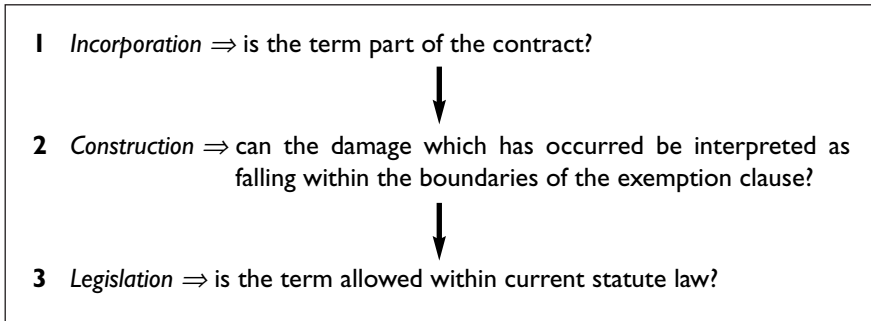 1 Incorporation ⇒ is the term part of the contract?
2 Construction ⇒ can the damage which has occurred be interpreted as
falling within the boundaries of the exemption clause?
3 Legislation ⇒ is the term allowed within current statute law?